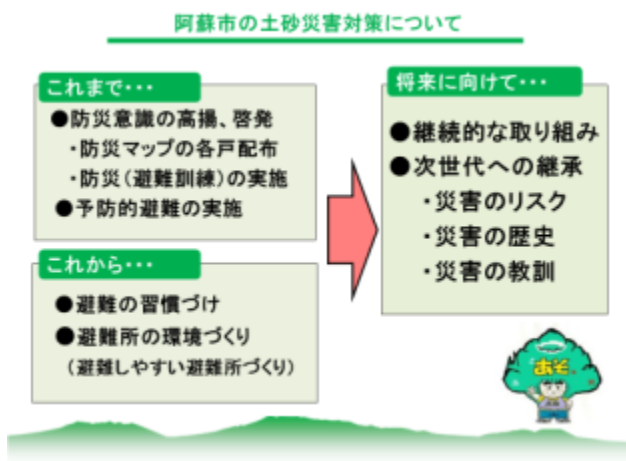 阿蘇市の土砂災害対策について
これまで・・・
●防災意識の高揚、啓発
・防災マップの各戸配布
・防災(避難訓練)の実施
●予防的避難の実施
これから・・・
●避難の習慣づけ
●避難所の環境づくり
(避難しやすい避難所づくり)
将来に向けて・・・
●継続的な取り組み
●次世代への継承
・災害のリスク
・災害の歴史
・災害の教訓
あそ